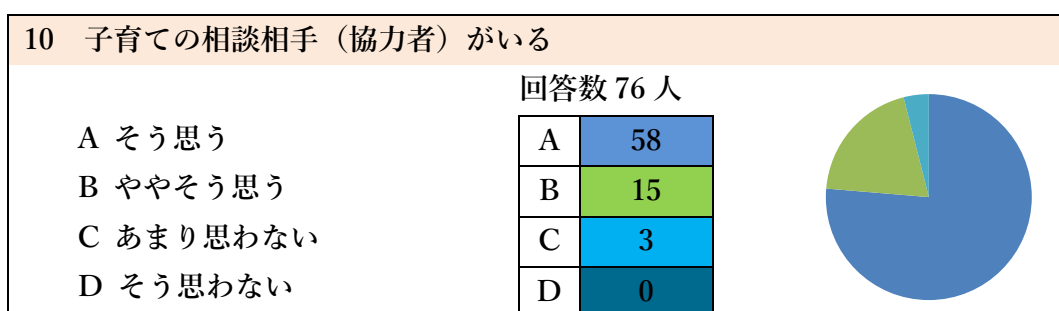 10 子育ての相談相手（協力者）がいる
回答数 76 人
A そう思う
B ややそう思う
C あまり思わない
D そう思わない
A 58
B 15
C 3
D 0